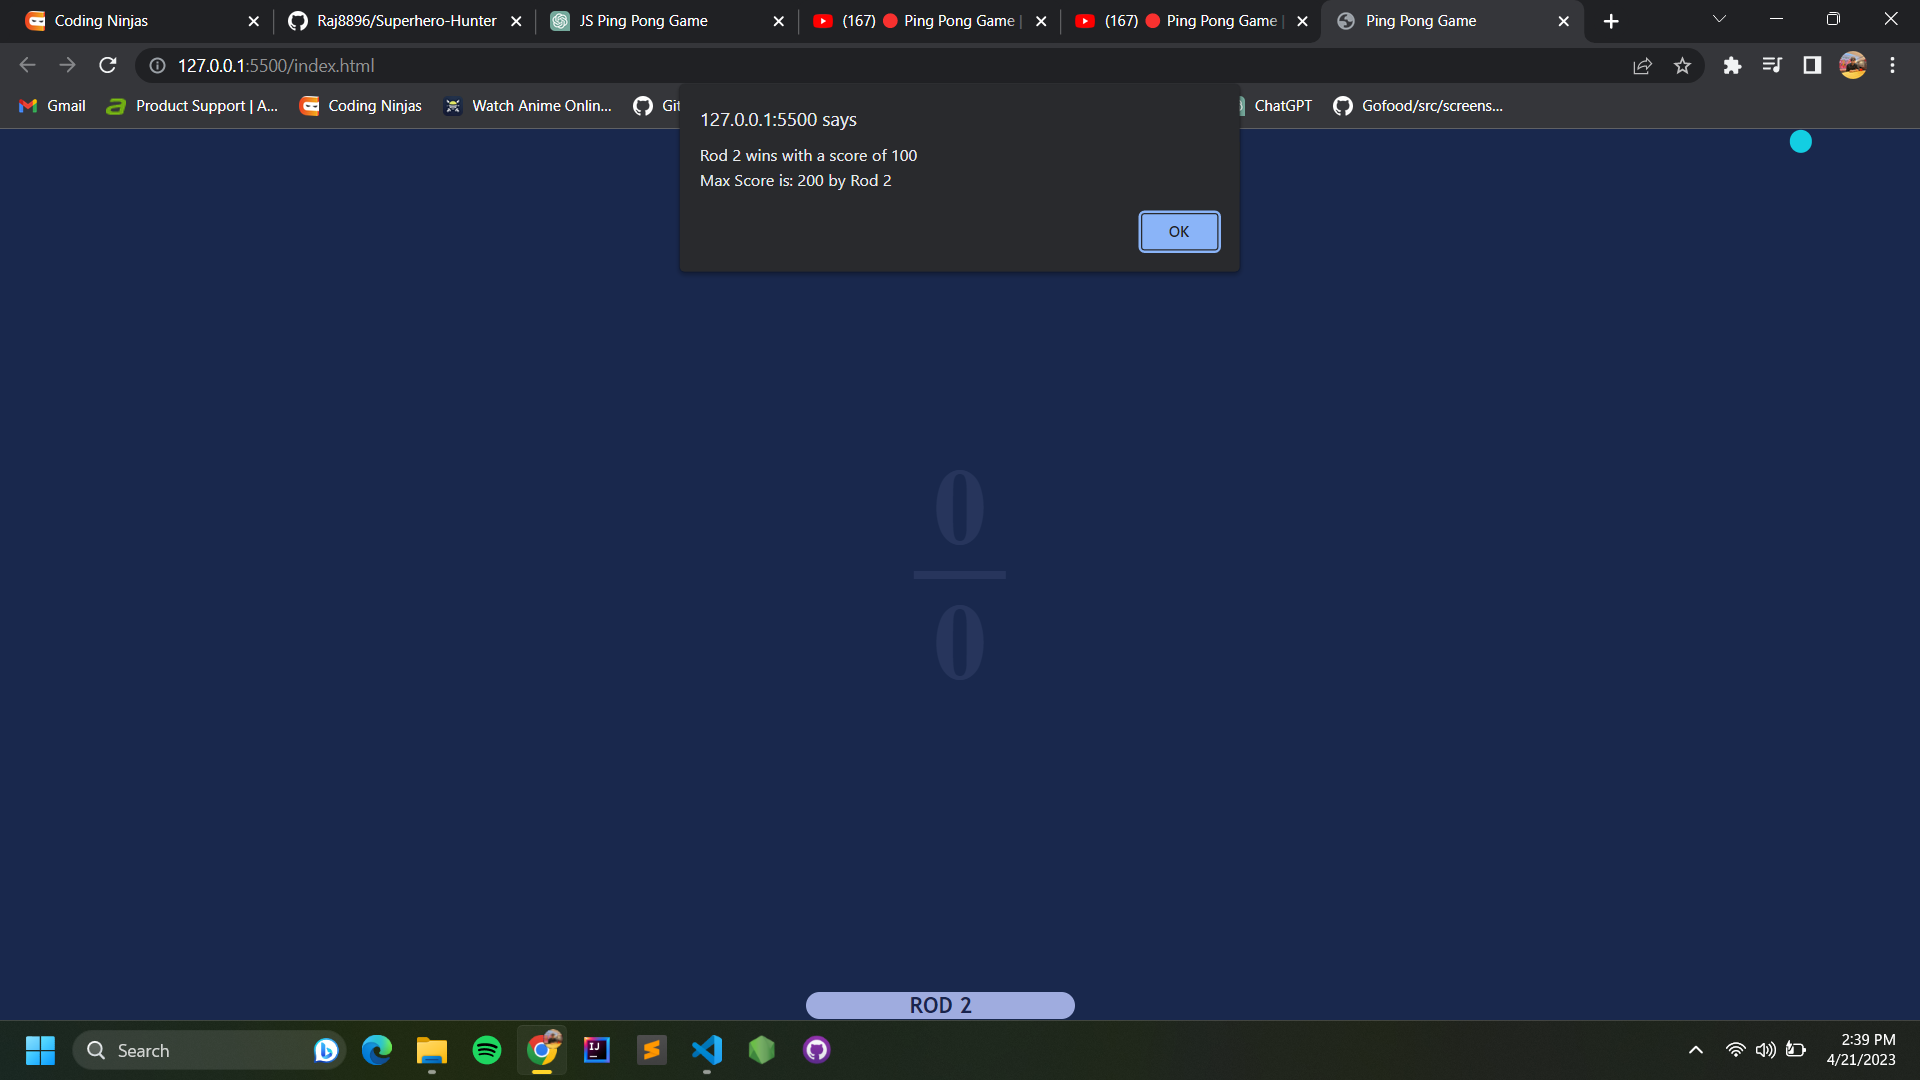 Coding Ninjas
Raj8896/Superhero-Hunter
JS Ping Pong Game
(167) 🔴 Ping Pong Game |
(167) 🔴 Ping Pong Game |
Ping Pong Game
127.0.0.1:5500/index.html
Gmail
Product Support | A...
Coding Ninjas
Watch Anime Onlin...
Git
ChatGPT
Gofood/src/screens...
127.0.0.1:5500 says
Rod 2 wins with a score of 100
Max Score is: 200 by Rod 2
OK
0
0
ROD 2
Search
2:39 PM
4/21/2023